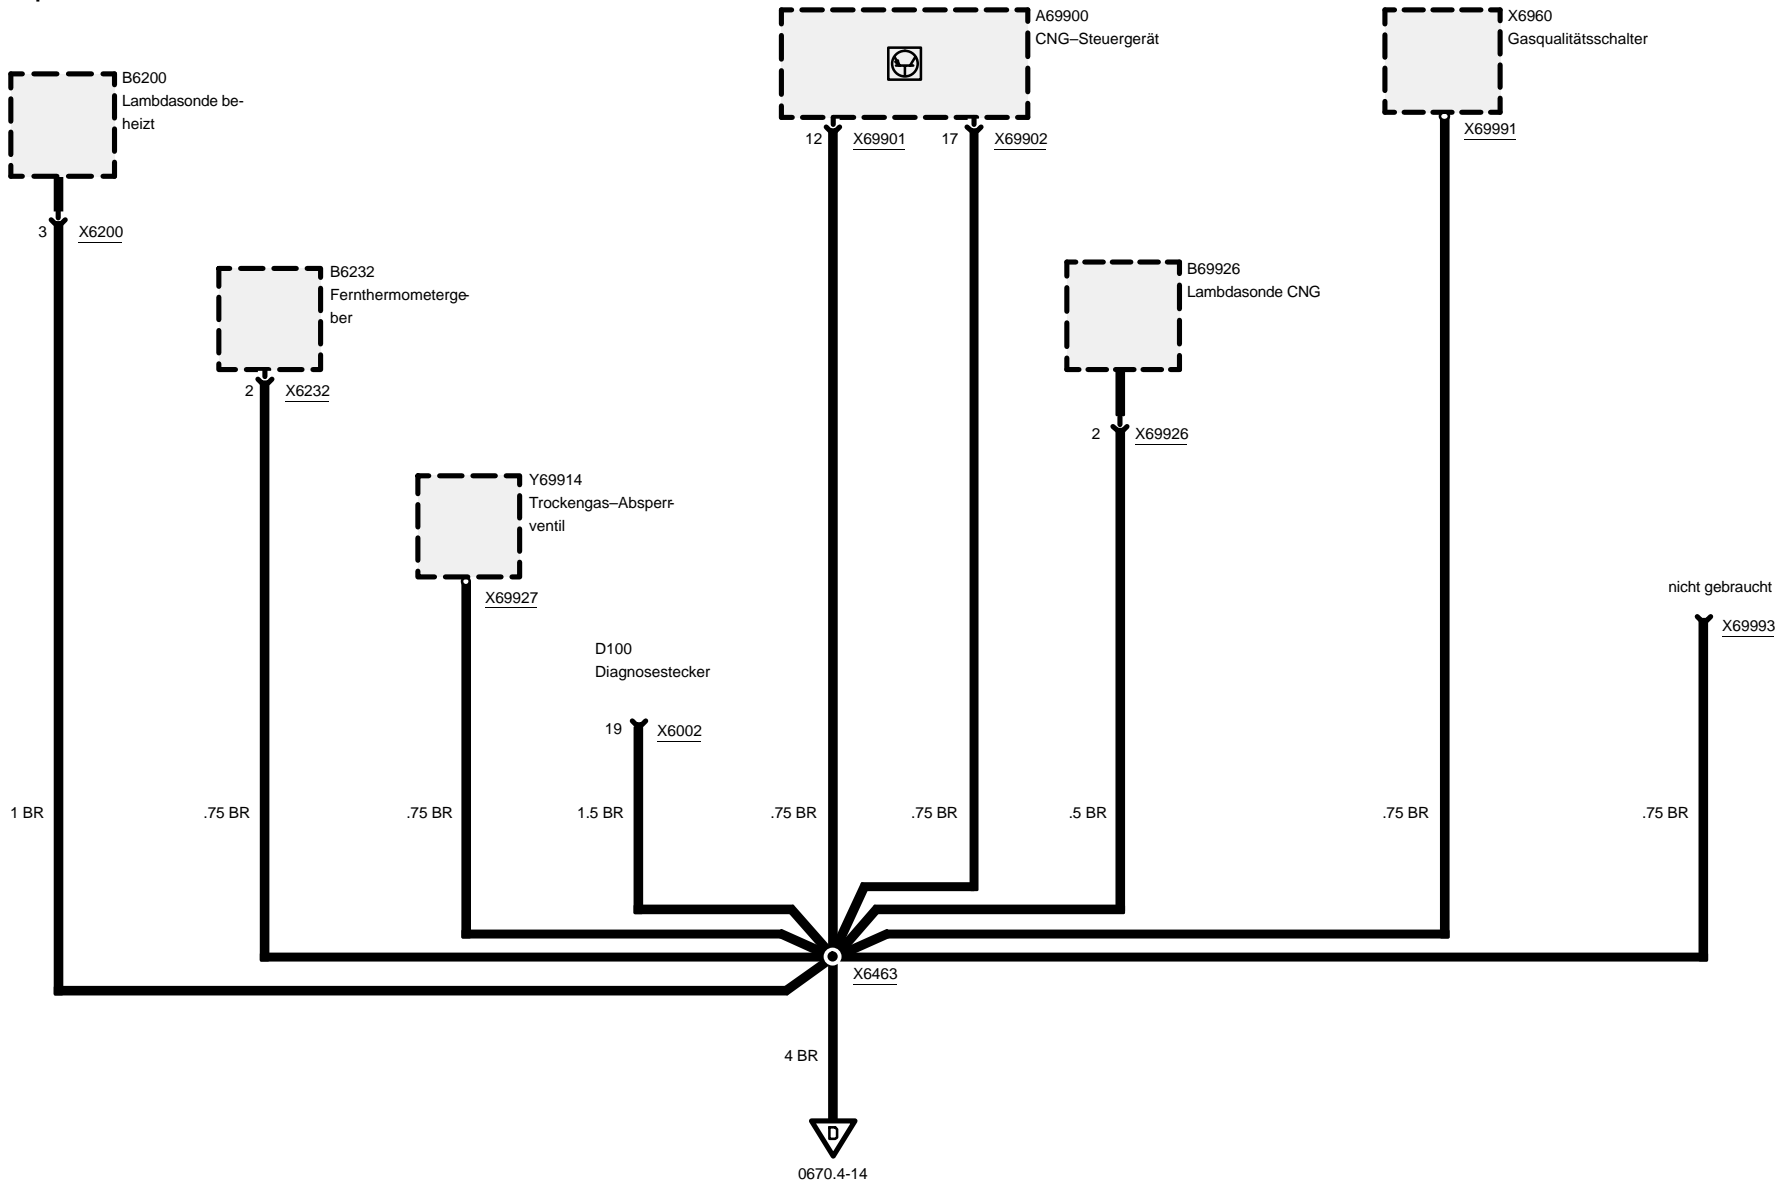 A69900
CNG–Steuergerät
X6960
Gasqualitätsschalter
B6200
Lambdasonde be-
heizt
12
X69901
17
X69902
X69991
3
X6200
B6232
Fernthermometerge-
ber
B69926
Lambdasonde CNG
2
X6232
2
X69926
Y69914
Trockengas–Absperr-
ventil
X69927
nicht gebraucht
X69993
D100
Diagnosestecker
19
X6002
1 BR
.75 BR
.75 BR
1.5 BR
.75 BR
.75 BR
.5 BR
.75 BR
.75 BR
X6463
4 BR
D
0670.4-14